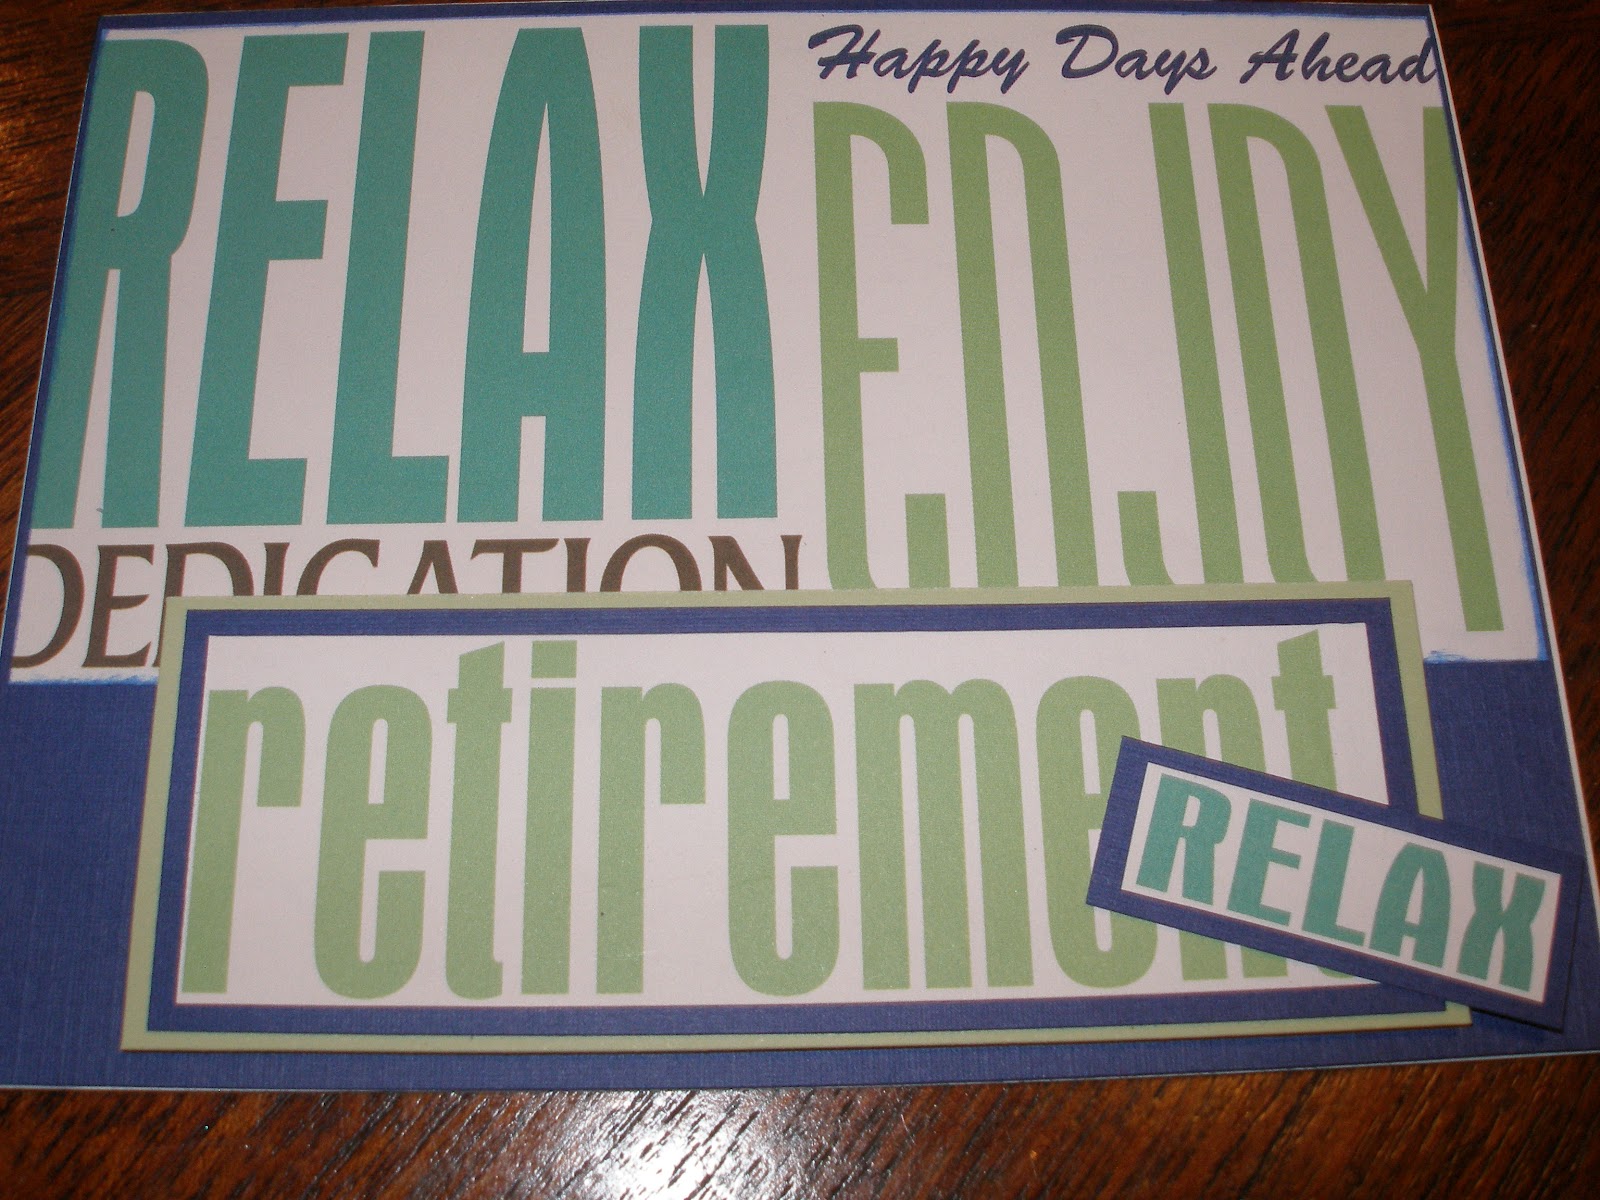 RELAX
Happy Days Ahead
ENJOY
DEDICATION
retirement
RELAX